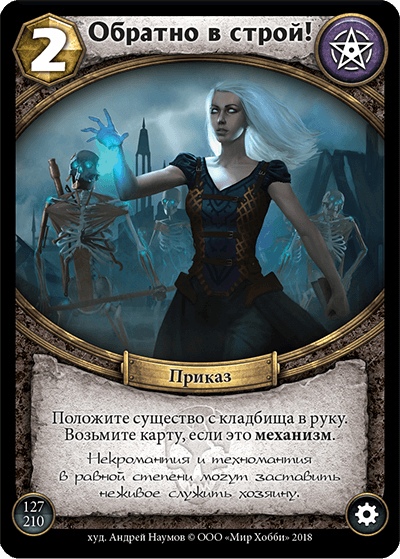 2
Обратно в строй!
Приказ
Положите существо с кладбища в руку.
Возьмите карту, если это механизм.
Некромантия и техномантия
в равной степени могут заставить
неживое служить хозяину.
127
210
худ. Андрей Наумов © ООО «Мир Хобби» 2018